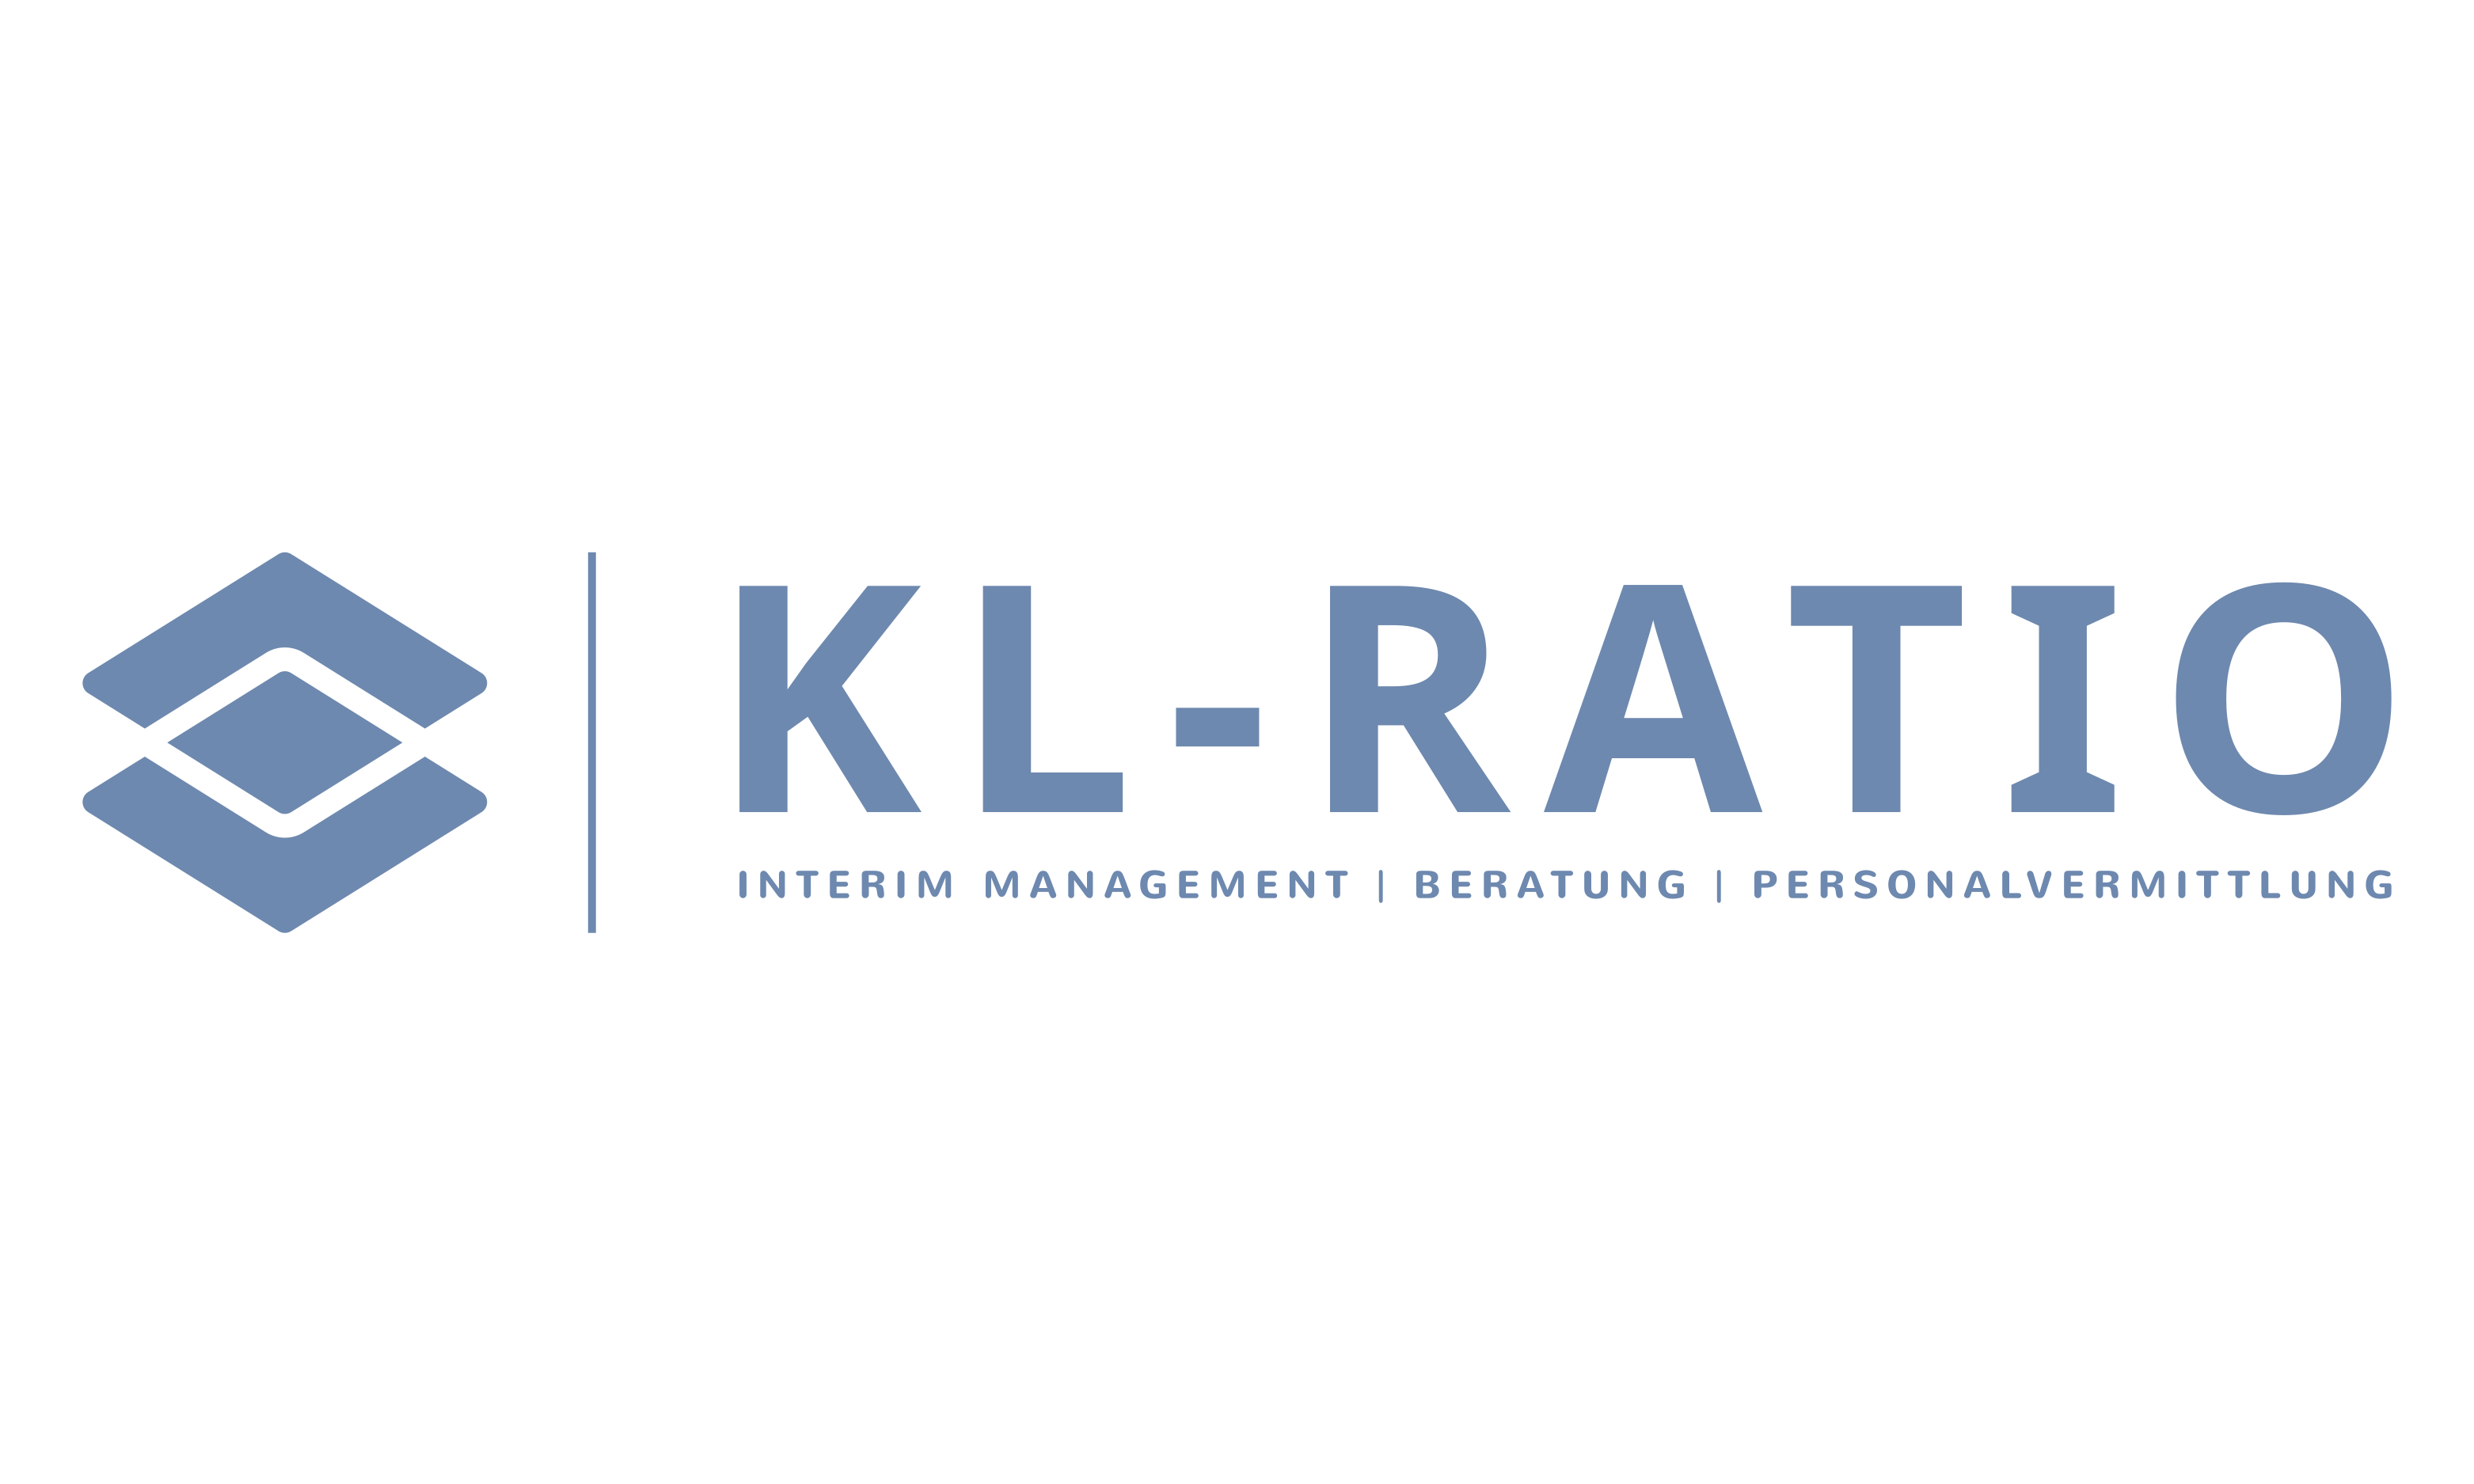 KL-RATIO
INTERIM MANAGEMENT | BERATUNG | PERSONALVERMITTLUNG